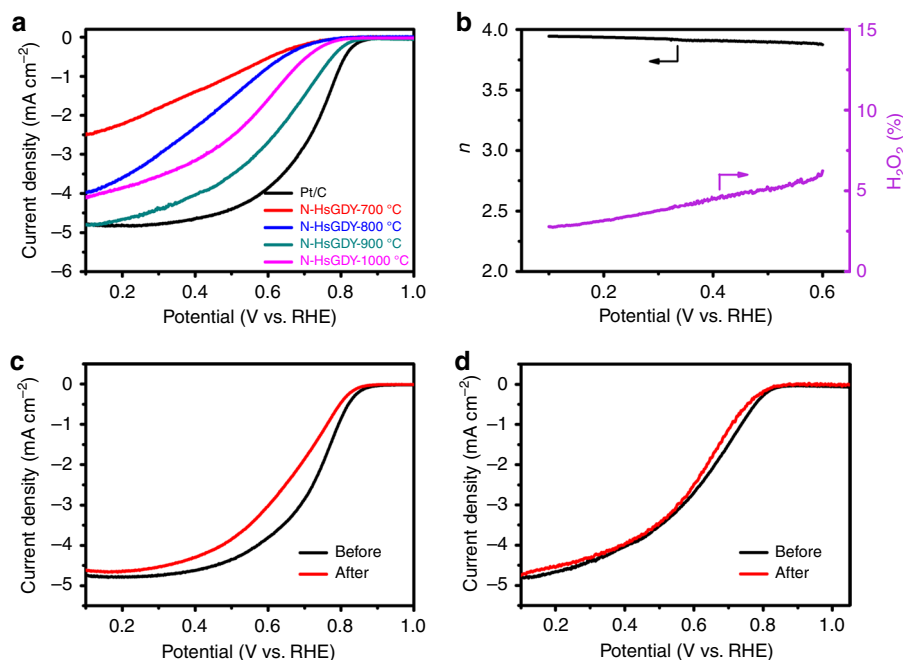 a
Current density (mA cm⁻²)
0
−1
−2
−3
−4
−5
−6
0.2 0.4 0.6 0.8 1.0
Potential (V vs. RHE)
Pt/C
N-HsGDY-700 °C
N-HsGDY-800 °C
N-HsGDY-900 °C
N-HsGDY-1000 °C
b
n
4.0
3.5
3.0
2.5
2.0
0.2 0.4 0.6
Potential (V vs. RHE)
15
10
5
0
H₂O₂ (%)
c
Current density (mA cm⁻²)
0
−1
−2
−3
−4
−5
0.2 0.4 0.6 0.8 1.0
Potential (V vs. RHE)
Before
After
d
Current density (mA cm⁻²)
0
−1
−2
−3
−4
−5
0.2 0.4 0.6 0.8 1.0
Potential (V vs. RHE)
Before
After